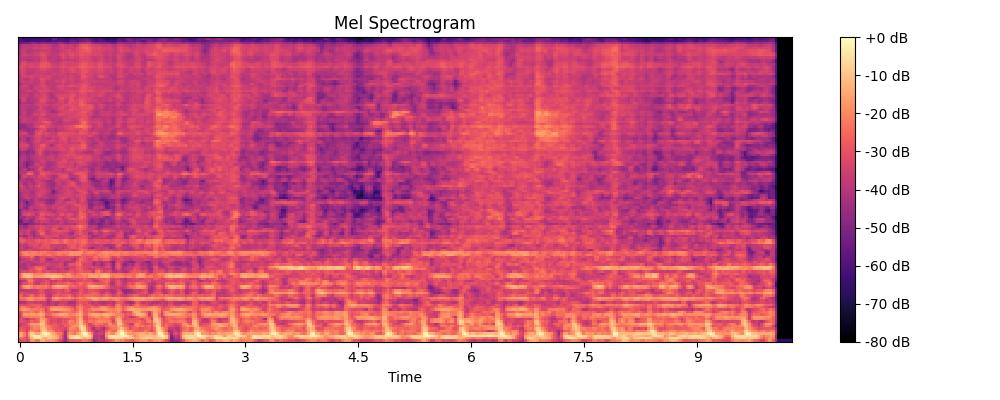 Mel Spectrogram
+0 dB
-10 dB
-20 dB
-30 dB
-40 dB
-50 dB
-60 dB
-70 dB
-80 dB
0 1.5 3 4.5 6 7.5 9
Time